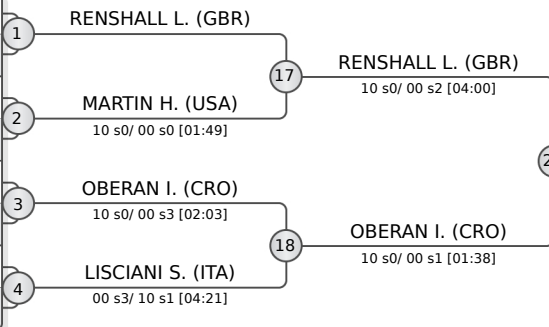 RENSHALL L. (GBR)
1
17
RENSHALL L. (GBR)
10 s0/ 00 s2 [04:00]
MARTIN H. (USA)
2
10 s0/ 00 s0 [01:49]
OBERAN I. (CRO)
3
10 s0/ 00 s3 [02:03]
18
OBERAN I. (CRO)
10 s0/ 00 s1 [01:38]
LISCIANI S. (ITA)
4
00 s3/ 10 s1 [04:21]